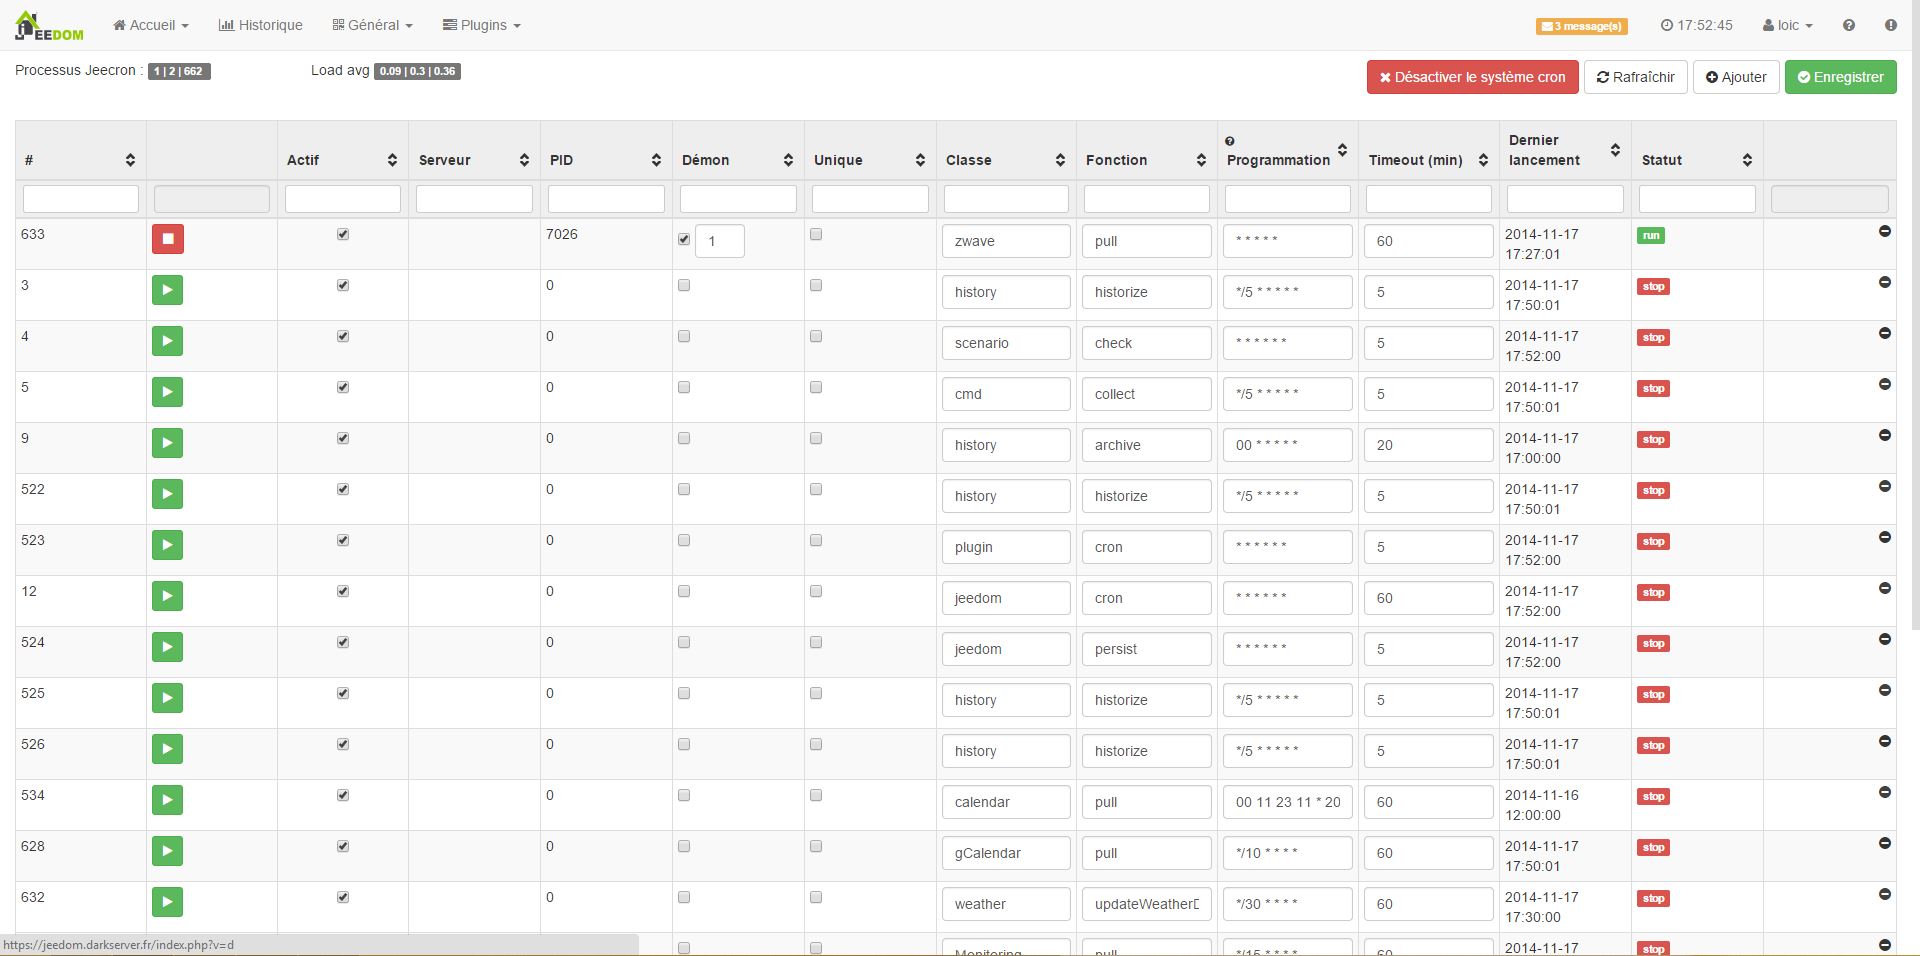 JEEDOM Accueil Historique Général Plugins 3 message(s) 17:52:45 loic
Processus Jeecron : 1 | 2 | 662 Load avg 0.09 | 0.3 | 0.36 Désactiver le système cron Rafraîchir Ajouter Enregistrer
# Actif Serveur PID Démon Unique Classe Fonction Programmation Timeout (min) Dernier lancement Statut
633 7026 1 zwave pull * * * * * 60 2014-11-17 run
17:27:01
3 0 history historize */5 * * * * * 5 2014-11-17 stop
17:50:01
4 0 scenario check * * * * * * 5 2014-11-17 stop
17:52:00
5 0 cmd collect */5 * * * * * 5 2014-11-17 stop
17:50:01
9 0 history archive 00 * * * * * 20 2014-11-17 stop
17:00:00
522 0 history historize */5 * * * * * 5 2014-11-17 stop
17:50:01
523 0 plugin cron * * * * * * 5 2014-11-17 stop
17:52:00
12 0 jeedom cron * * * * * * 60 2014-11-17 stop
17:52:00
524 0 jeedom persist * * * * * * 5 2014-11-17 stop
17:52:00
525 0 history historize */5 * * * * * 5 2014-11-17 stop
17:50:01
526 0 history historize */5 * * * * * 5 2014-11-17 stop
17:50:01
534 0 calendar pull 00 11 23 11 * 20 60 2014-11-16 stop
12:00:00
628 0 gCalendar pull */10 * * * * 60 2014-11-17 stop
17:50:01
632 0 weather updateWeatherD */30 * * * * 60 2014-11-17 stop
17:30:00
https://jeedom.darkserver.fr/index.php?v=d Monitoring pull */15 * * * * 60 2014-11-17 stop